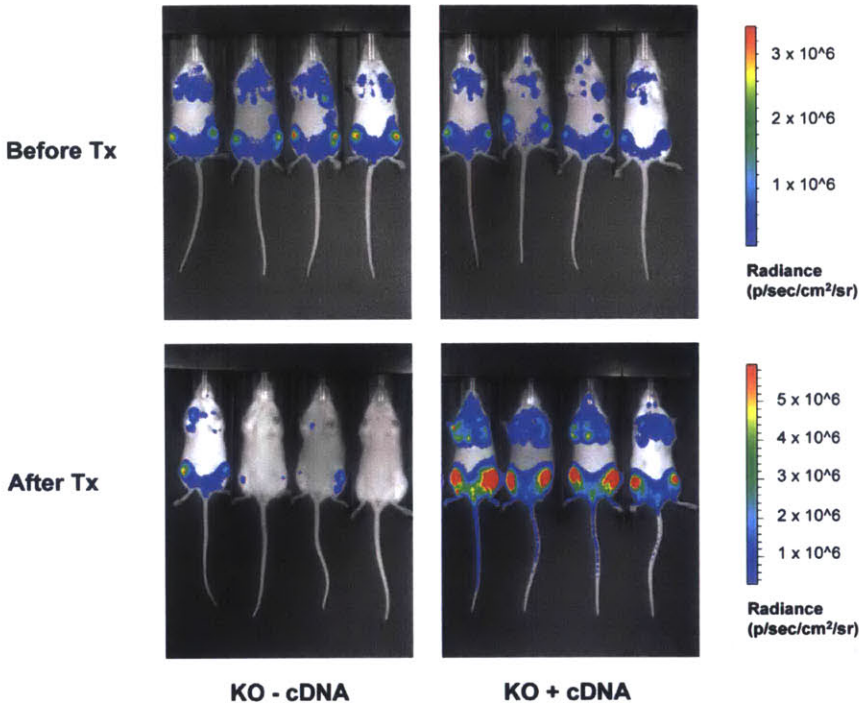 3 x 10^6
Before Tx
2 x 10^6
1 x 10^6
Radiance
(p/sec/cm²/sr)
5 x 10^6
4 x 10^6
After Tx
3 x 10^6
2 x 10^6
1 x 10^6
Radiance
(p/sec/cm²/sr)
KO - cDNA
KO + cDNA